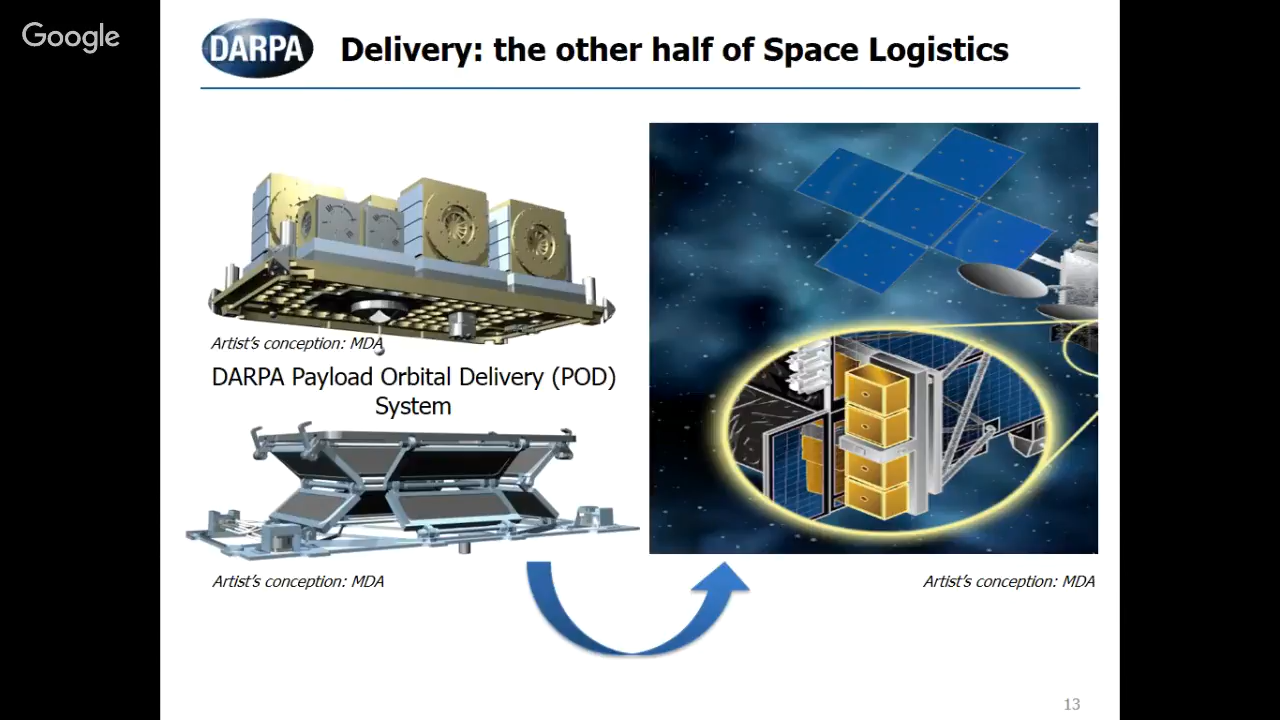 Google
DARPA
Delivery: the other half of Space Logistics
Artist's conception: MDA
DARPA Payload Orbital Delivery (POD)
System
Artist's conception: MDA
Artist's conception: MDA
13